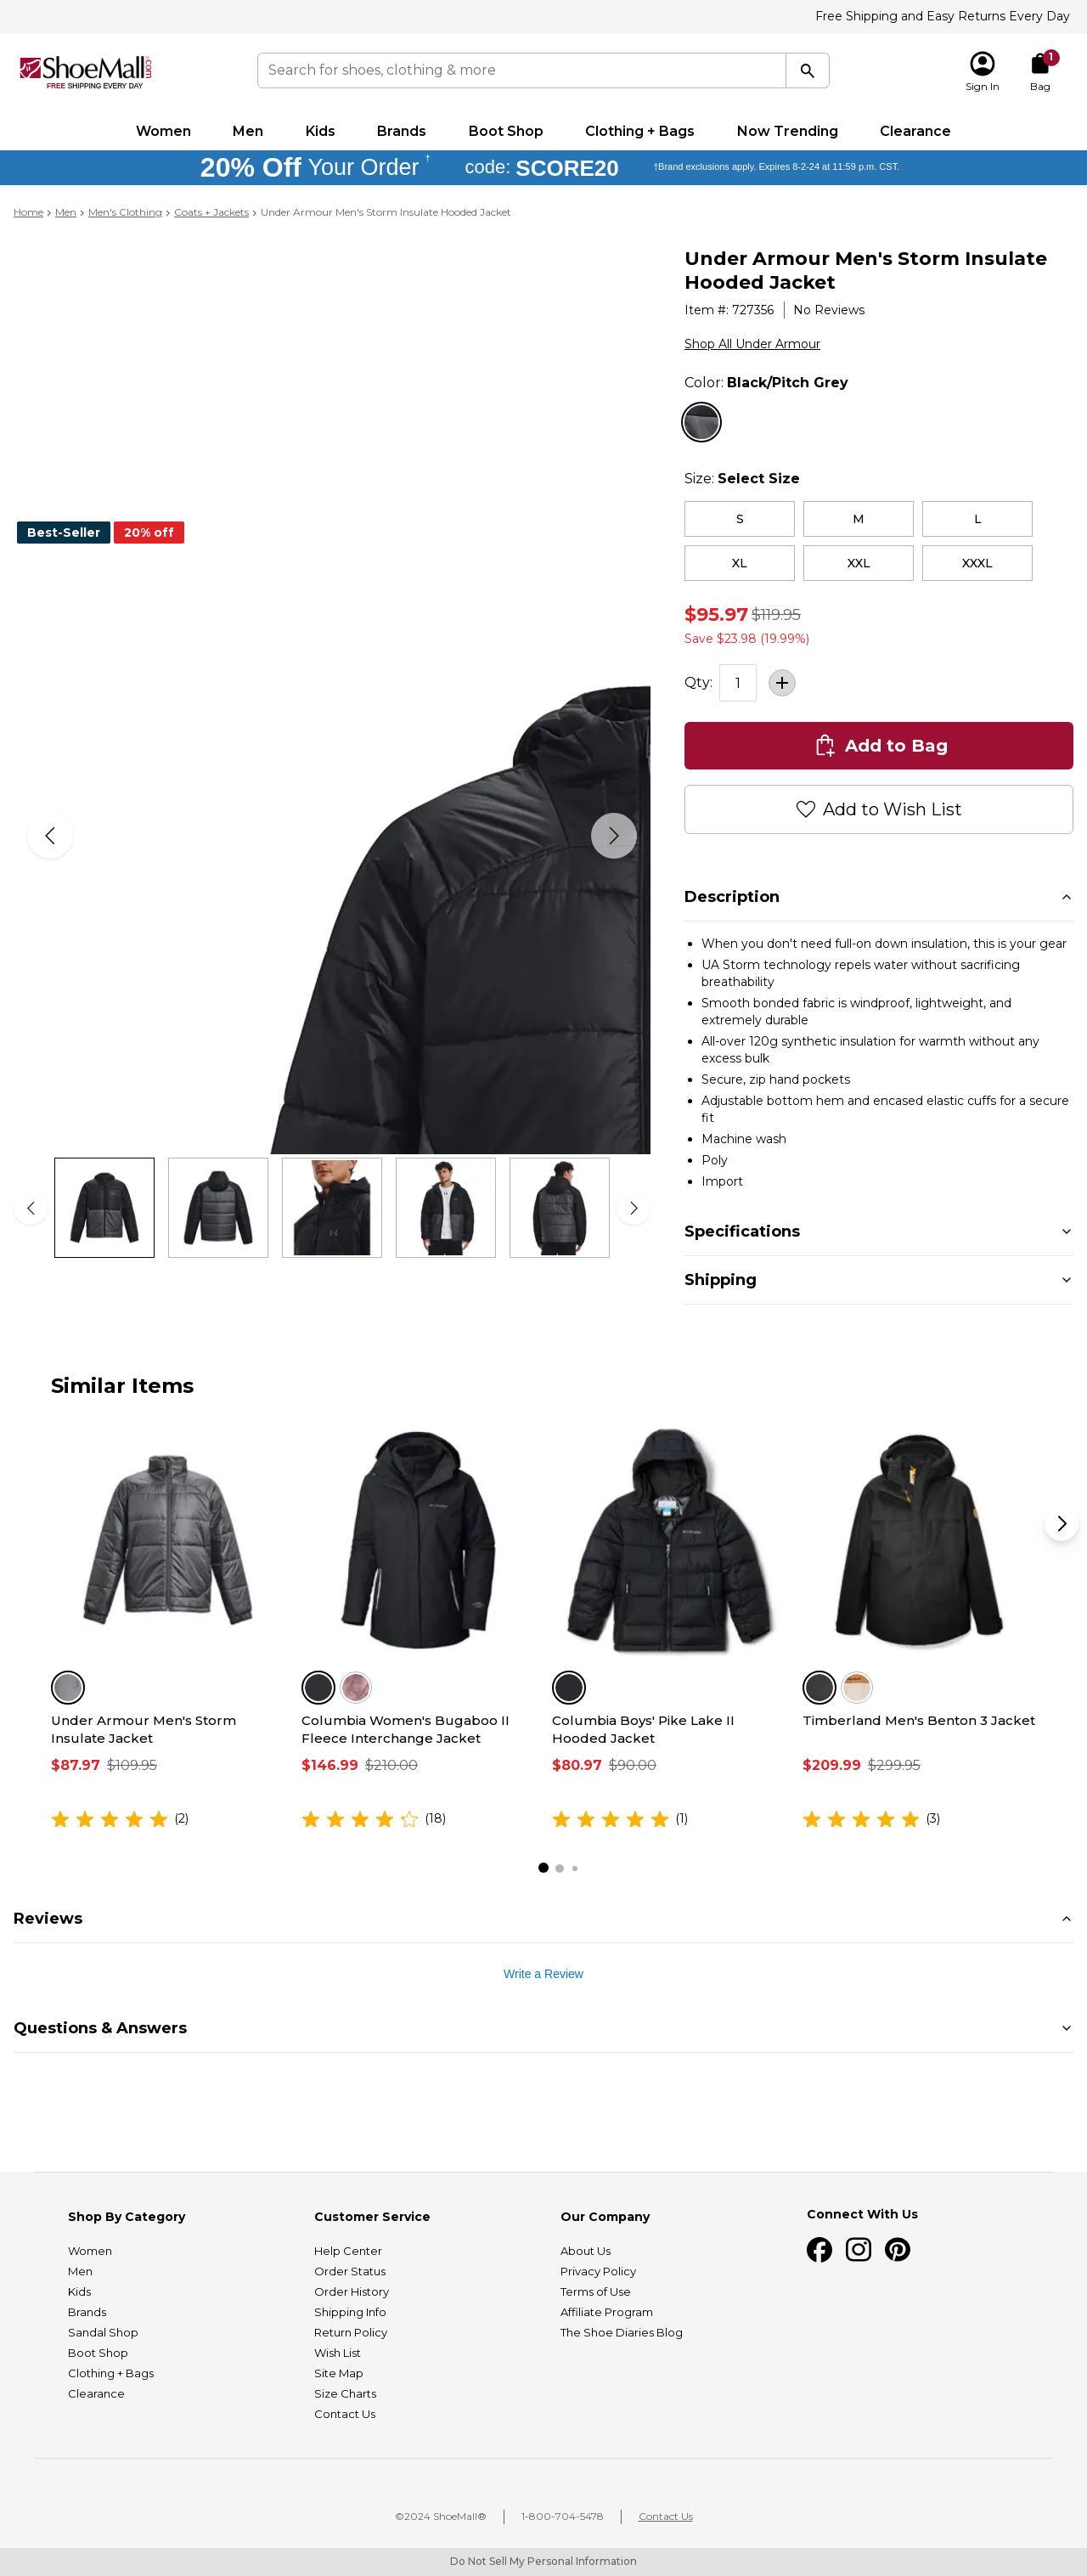 Free Shipping and Easy Returns Every Day
ShoeMall.com
FREE SHIPPING EVERY DAY
Search for shoes, clothing & more
Sign In
1
Bag
Women
Men
Kids
Brands
Boot Shop
Clothing + Bags
Now Trending
Clearance
20% Off Your Order † code: SCORE20 †Brand exclusions apply. Expires 8-2-24 at 11:59 p.m. CST.
Home > Men > Men's Clothing > Coats + Jackets > Under Armour Men's Storm Insulate Hooded Jacket
Best-Seller
20% off
Under Armour Men's Storm Insulate
Hooded Jacket
Item #: 727356 | No Reviews
Shop All Under Armour
Color: Black/Pitch Grey
Size: Select Size
S
M
L
XL
XXL
XXXL
$95.97 $119.95
Save $23.98 (19.99%)
Qty: 1 +
Add to Bag
Add to Wish List
Description
• When you don't need full-on down insulation, this is your gear
• UA Storm technology repels water without sacrificing
breathability
• Smooth bonded fabric is windproof, lightweight, and
extremely durable
• All-over 120g synthetic insulation for warmth without any
excess bulk
• Secure, zip hand pockets
• Adjustable bottom hem and encased elastic cuffs for a secure
fit
• Machine wash
• Poly
• Import
Specifications
Shipping
Similar Items
Under Armour Men's Storm
Insulate Jacket
$87.97 $109.95
(2)
Columbia Women's Bugaboo II
Fleece Interchange Jacket
$146.99 $210.00
(18)
Columbia Boys' Pike Lake II
Hooded Jacket
$80.97 $90.00
(1)
Timberland Men's Benton 3 Jacket
$209.99 $299.95
(3)
Reviews
Write a Review
Questions & Answers
Shop By Category
Women
Men
Kids
Brands
Sandal Shop
Boot Shop
Clothing + Bags
Clearance
Customer Service
Help Center
Order Status
Order History
Shipping Info
Return Policy
Wish List
Site Map
Size Charts
Contact Us
Our Company
About Us
Privacy Policy
Terms of Use
Affiliate Program
The Shoe Diaries Blog
Connect With Us
©2024 ShoeMall® | 1-800-704-5478 | Contact Us
Do Not Sell My Personal Information